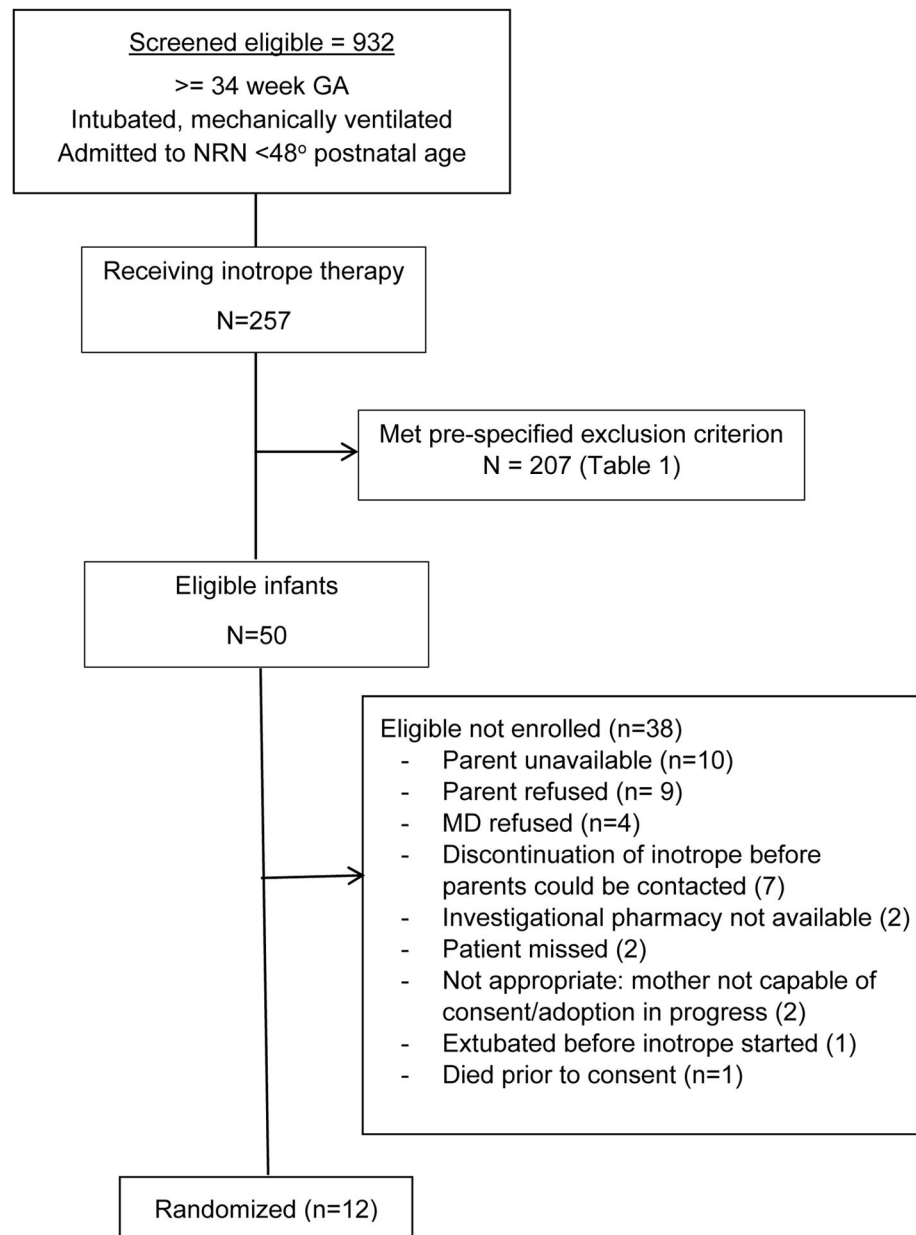 Screened eligible = 932
>= 34 week GA
Intubated, mechanically ventilated
Admitted to NRN <48º postnatal age
Receiving inotrope therapy
N=257
Met pre-specified exclusion criterion
N = 207 (Table 1)
Eligible infants
N=50
Eligible not enrolled (n=38)
- Parent unavailable (n=10)
- Parent refused (n= 9)
- MD refused (n=4)
- Discontinuation of inotrope before
parents could be contacted (7)
- Investigational pharmacy not available (2)
- Patient missed (2)
- Not appropriate: mother not capable of
consent/adoption in progress (2)
- Extubated before inotrope started (1)
- Died prior to consent (n=1)
Randomized (n=12)